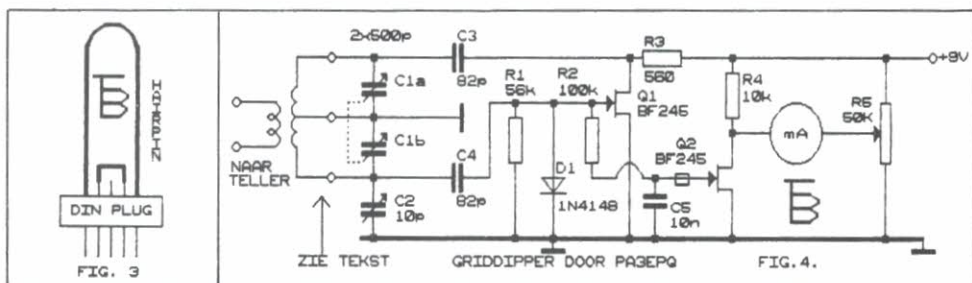 HAIRPIN
DIN PLUG
FIG. 3
2x500p
C3
82p
C1a
C1b
C4
82p
C2
10p
NAAR
TELLER
R1
56k
R2
100k
D1
1N4148
Q1
BF245
R3
560
Q2
BF245
C5
10n
R4
10k
mA
R5
50K
+9V
ZIE TEKST
GRIDDIPPER DOOR PA3EPQ
FIG.4.